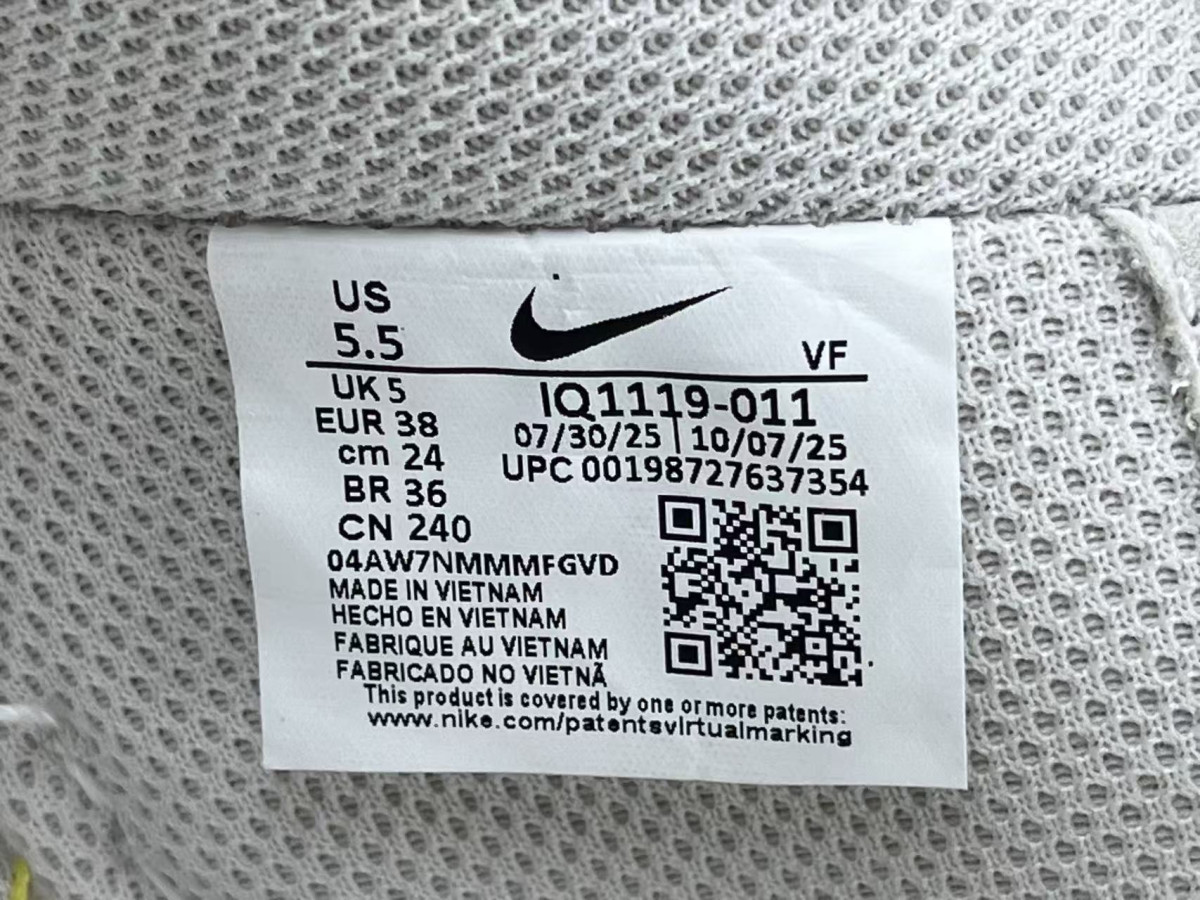 US
5.5
VF
UK 5
IQ1119-011
EUR 38
07/30/25 | 10/07/25
cm 24
UPC 00198727637354
BR 36
CN 240
04AW7NMMMFGVD
MADE IN VIETNAM
HECHO EN VIETNAM
FABRIQUE AU VIETNAM
FABRICADO NO VIETNÃ
This product is covered by one or more patents:
www.nike.com/patentsvirtualmarking